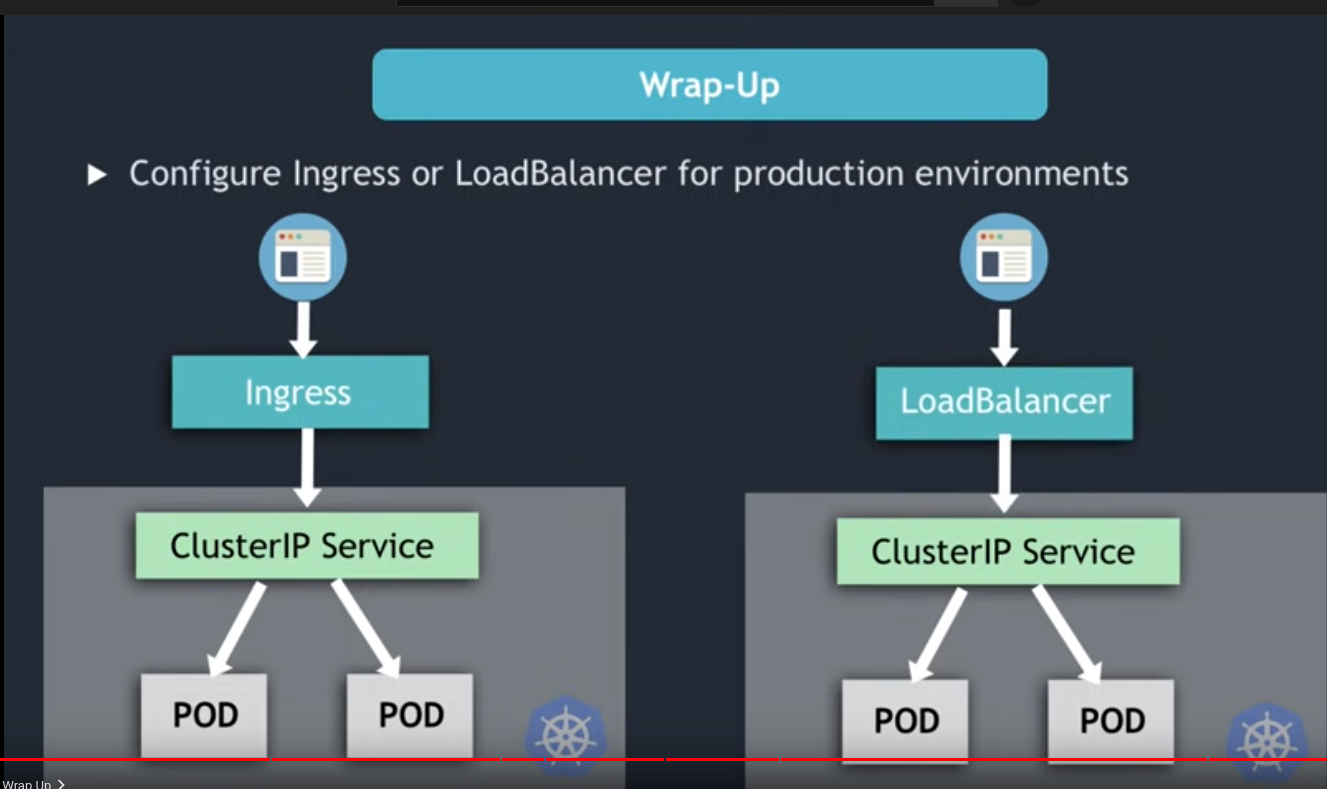 Wrap-Up
▶ Configure Ingress or LoadBalancer for production environments
Ingress
LoadBalancer
ClusterIP Service
ClusterIP Service
POD
POD
POD
POD
Wrap Up >